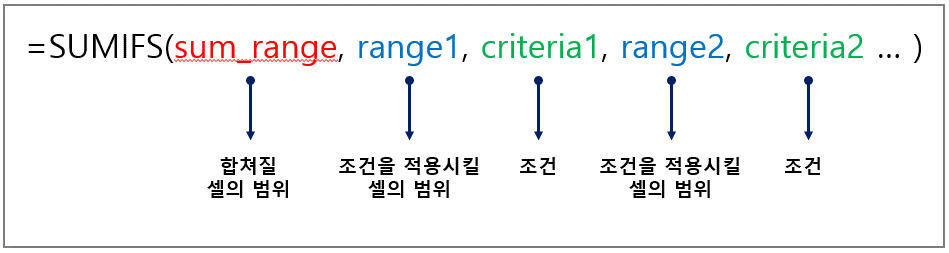 =SUMIFS(sum_range, range1, criteria1, range2, criteria2 ... )
합쳐질
셀의 범위
조건을 적용시킬
셀의 범위
조건
조건을 적용시킬
셀의 범위
조건